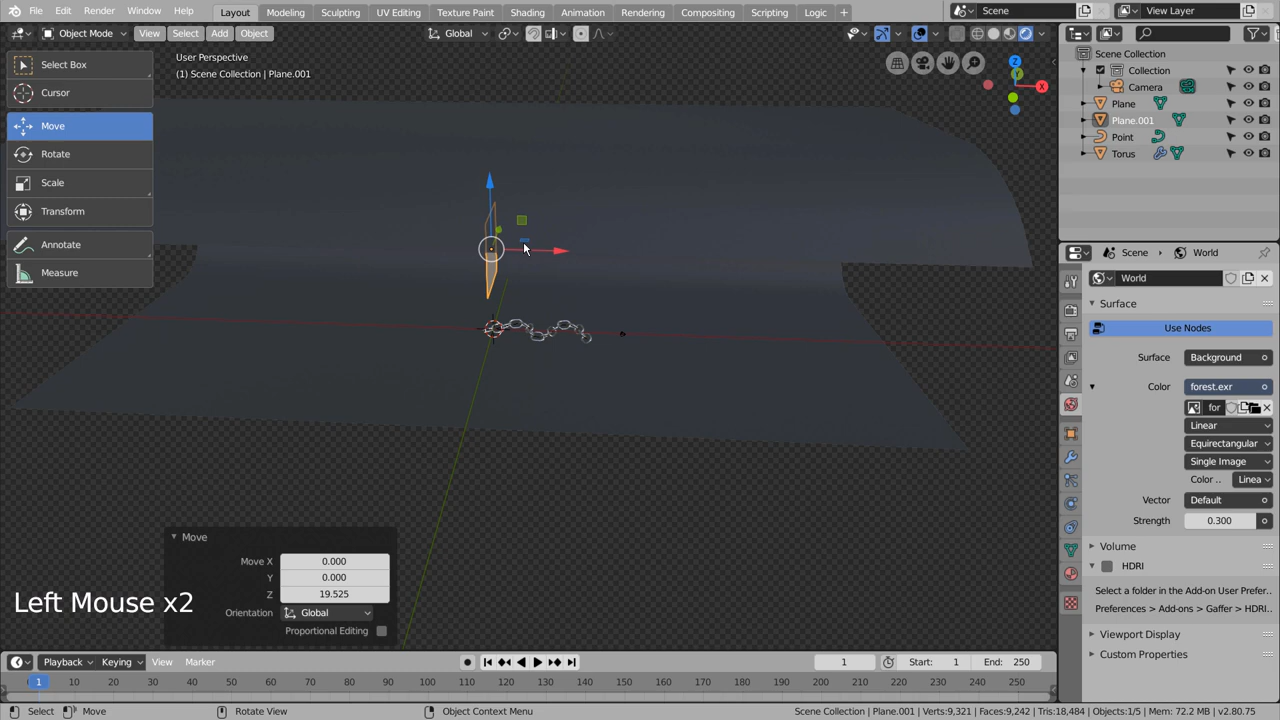 File Edit Render Window Help Layout Modeling Sculpting UV Editing Texture Paint Shading Animation Rendering Compositing Scripting Logic + Scene View Layer
Object Mode View Select Add Object Global
User Perspective
(1) Scene Collection | Plane.001
Select Box
Cursor
Move
Rotate
Scale
Transform
Annotate
Measure
Z
Y
X
Scene Collection
Collection
Camera
Plane
Plane.001
Point
Torus
Scene World
World
Surface
Use Nodes
Surface Background
Color forest.exr
for
Linear
Equirectangular
Single Image
Color .. Linea
Vector Default
Strength 0.300
Volume
HDRI
Select a folder in the Add-on User Prefer..
Preferences > Add-ons > Gaffer > HDRI..
Viewport Display
Custom Properties
Move
Move X 0.000
Y 0.000
Z 19.525
Orientation Global
Proportional Editing
Left Mouse x2
Playback Keying View Marker 1 Start: 1 End: 250
1 10 20 30 40 50 60 70 80 90 100 110 120 130 140 150 160 170 180 190 200 210 220 230 240 250
Select Move Rotate View Object Context Menu Scene Collection | Plane.001 | Verts:9,321 | Faces:9,242 | Tris:18,484 | Objects:1/5 | Mem: 72.2 MB | v2.80.75